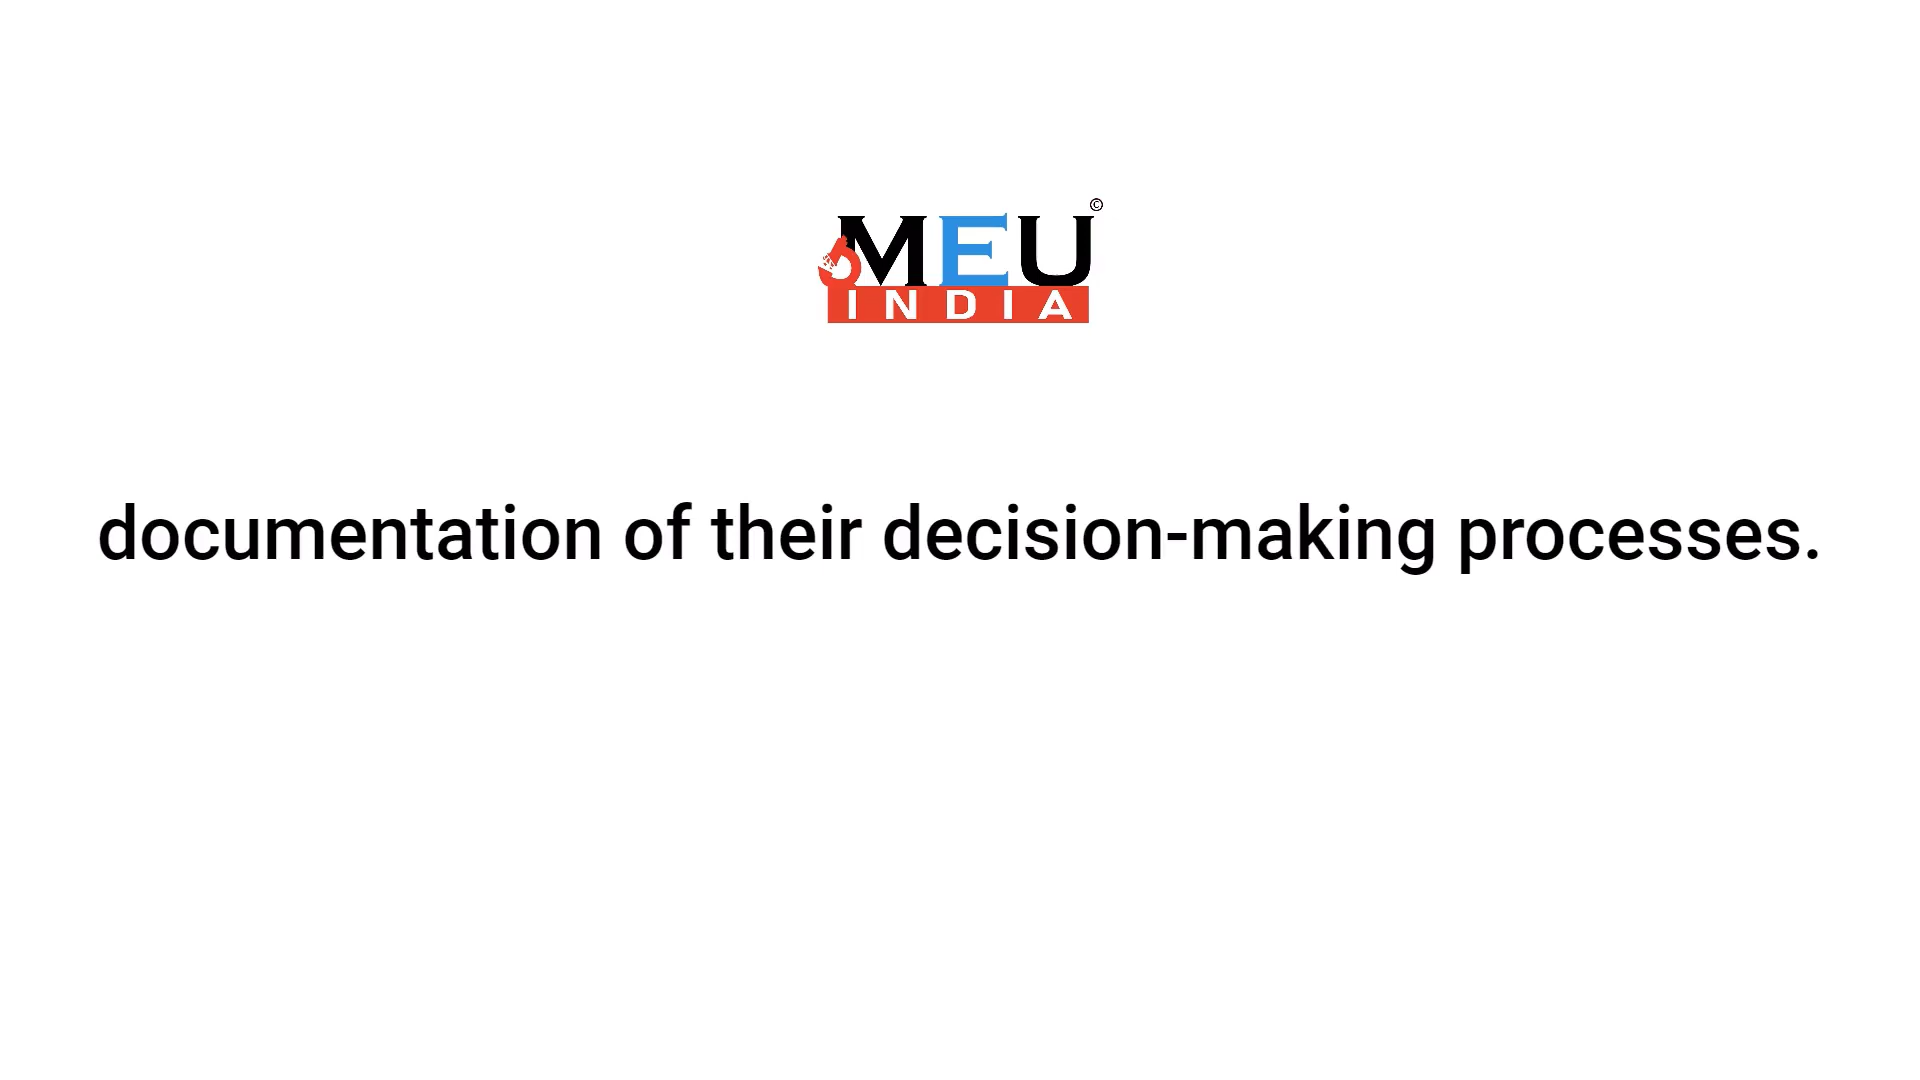 MEU©
INDIA
documentation of their decision-making processes.